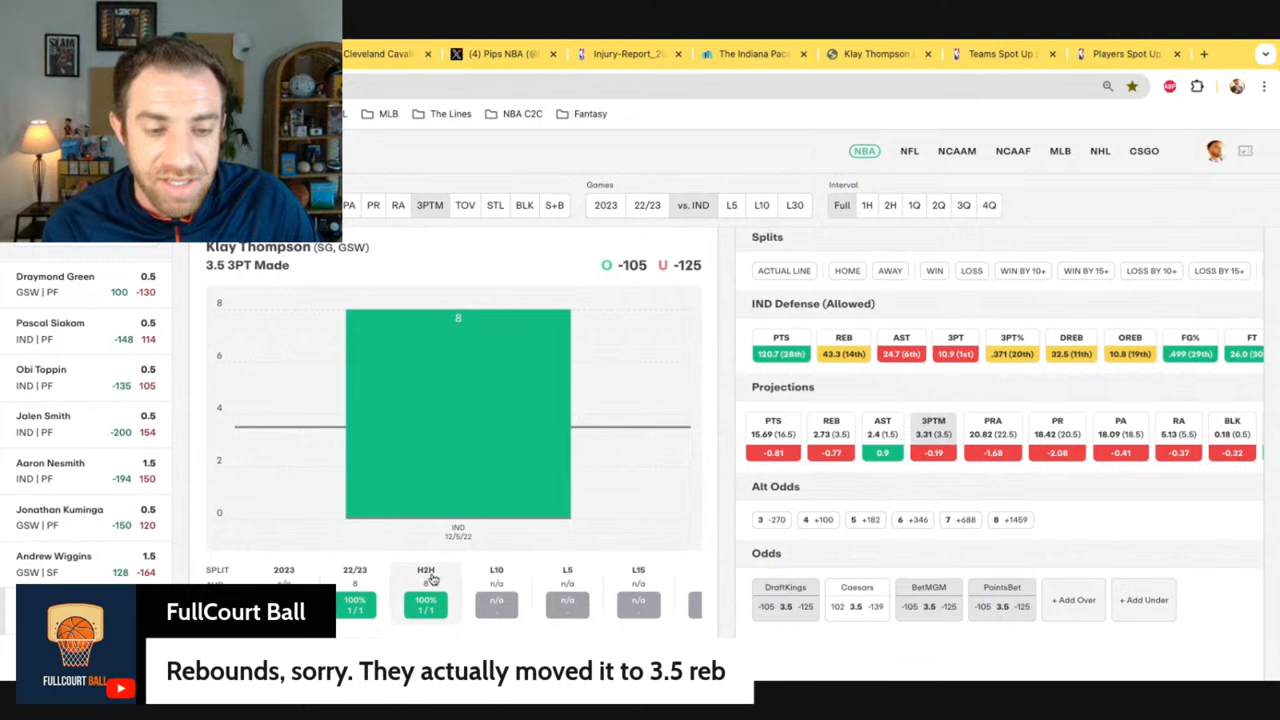 Cleveland Caval
(4) Pips NBA (@
Injury-Report_2
The Indiana Pace
Klay Thompson
Teams Spot Up
Players Spot Up
MLB
The Lines
NBA C2C
Fantasy
NBA
NFL
NCAAM
NCAAF
MLB
NHL
CSGO
PA PR RA 3PTM TOV STL BLK S+B
Games
2023 22/23 vs. IND L5 L10 L30
Interval
Full 1H 2H 1Q 2Q 3Q 4Q
Draymond Green 0.5
GSW | PF 100 -130
Pascal Siakam 0.5
IND | PF -148 114
Obi Toppin 0.5
IND | PF -135 105
Jalen Smith 0.5
IND | PF -200 154
Aaron Nesmith 1.5
IND | PF -194 150
Jonathan Kuminga 0.5
GSW | PF -150 120
Andrew Wiggins 1.5
GSW | SF 128 -164
Klay Thompson (SG, GSW)
3.5 3PT Made O -105 U -125
8
8
6
4
2
0
IND
12/5/22
SPLIT 2023 22/23 H2H L10 L5 L15
n/a 8 8 n/a n/a n/a
100% 100% n/a n/a n/a
1 / 1 1 / 1
Splits
ACTUAL LINE HOME AWAY WIN LOSS WIN BY 10+ WIN BY 15+ LOSS BY 10+ LOSS BY 15+
IND Defense (Allowed)
PTS REB AST 3PT 3PT% DREB OREB FG% FT
120.7 (28th) 43.3 (14th) 24.7 (6th) 10.9 (1st) .371 (20th) 32.5 (11th) 10.8 (19th) .499 (29th) 26.0 (30
Projections
PTS REB AST 3PTM PRA PR PA RA BLK
15.69 (16.5) 2.73 (3.5) 2.4 (1.5) 3.31 (3.5) 20.82 (22.5) 18.42 (20.5) 18.09 (18.5) 5.13 (5.5) 0.18 (0.5)
-0.81 -0.77 0.9 -0.19 -1.68 -2.08 -0.41 -0.37 -0.32
Alt Odds
3 -270 4 +100 5 +182 6 +346 7 +688 8 +1459
Odds
DraftKings Caesars BetMGM PointsBet + Add Over + Add Under
-105 3.5 -125 102 3.5 -139 -105 3.5 -125 -105 3.5 -125
FULLCOURT BALL
FullCourt Ball
Rebounds, sorry. They actually moved it to 3.5 reb